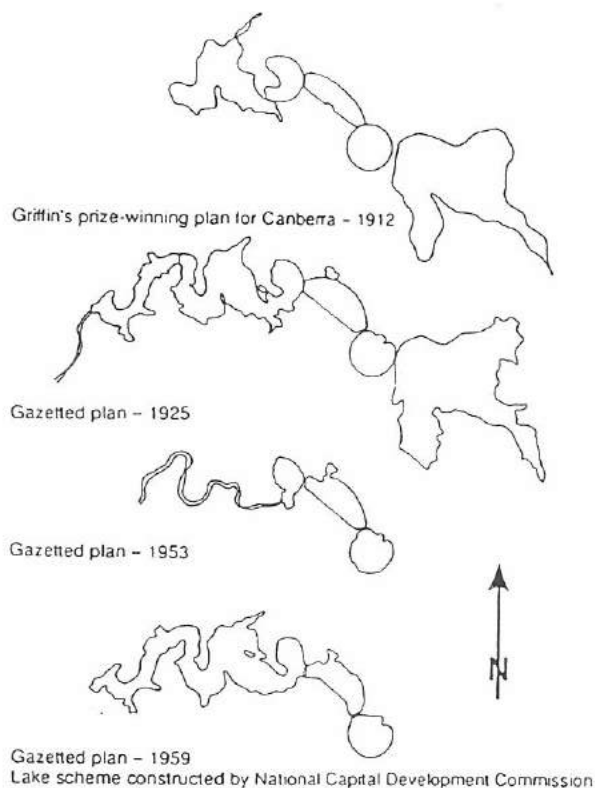 Griffin's prize-winning plan for Canberra – 1912
Gazetted plan – 1925
Gazetted plan – 1953
N
Gazetted plan – 1959
Lake scheme constructed by National Capital Development Commission